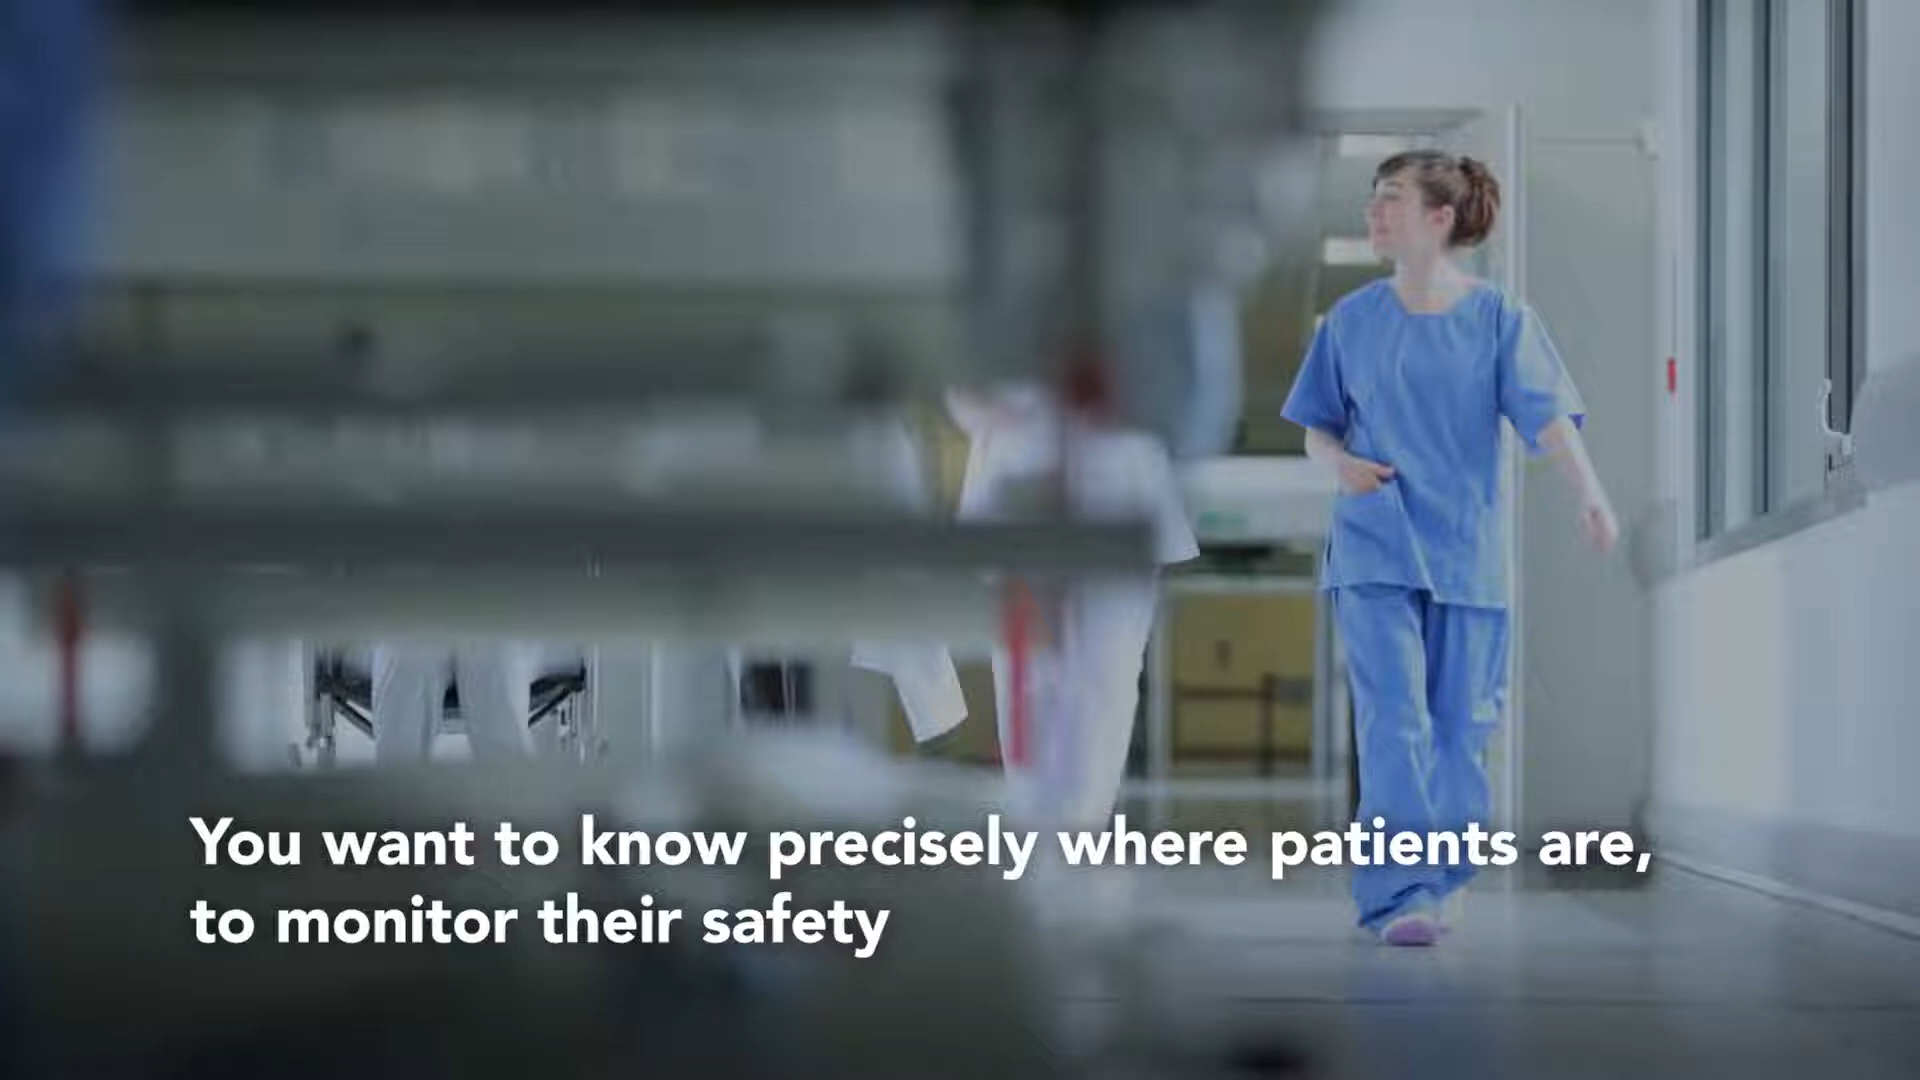 You want to know precisely where patients are,
to monitor their safety